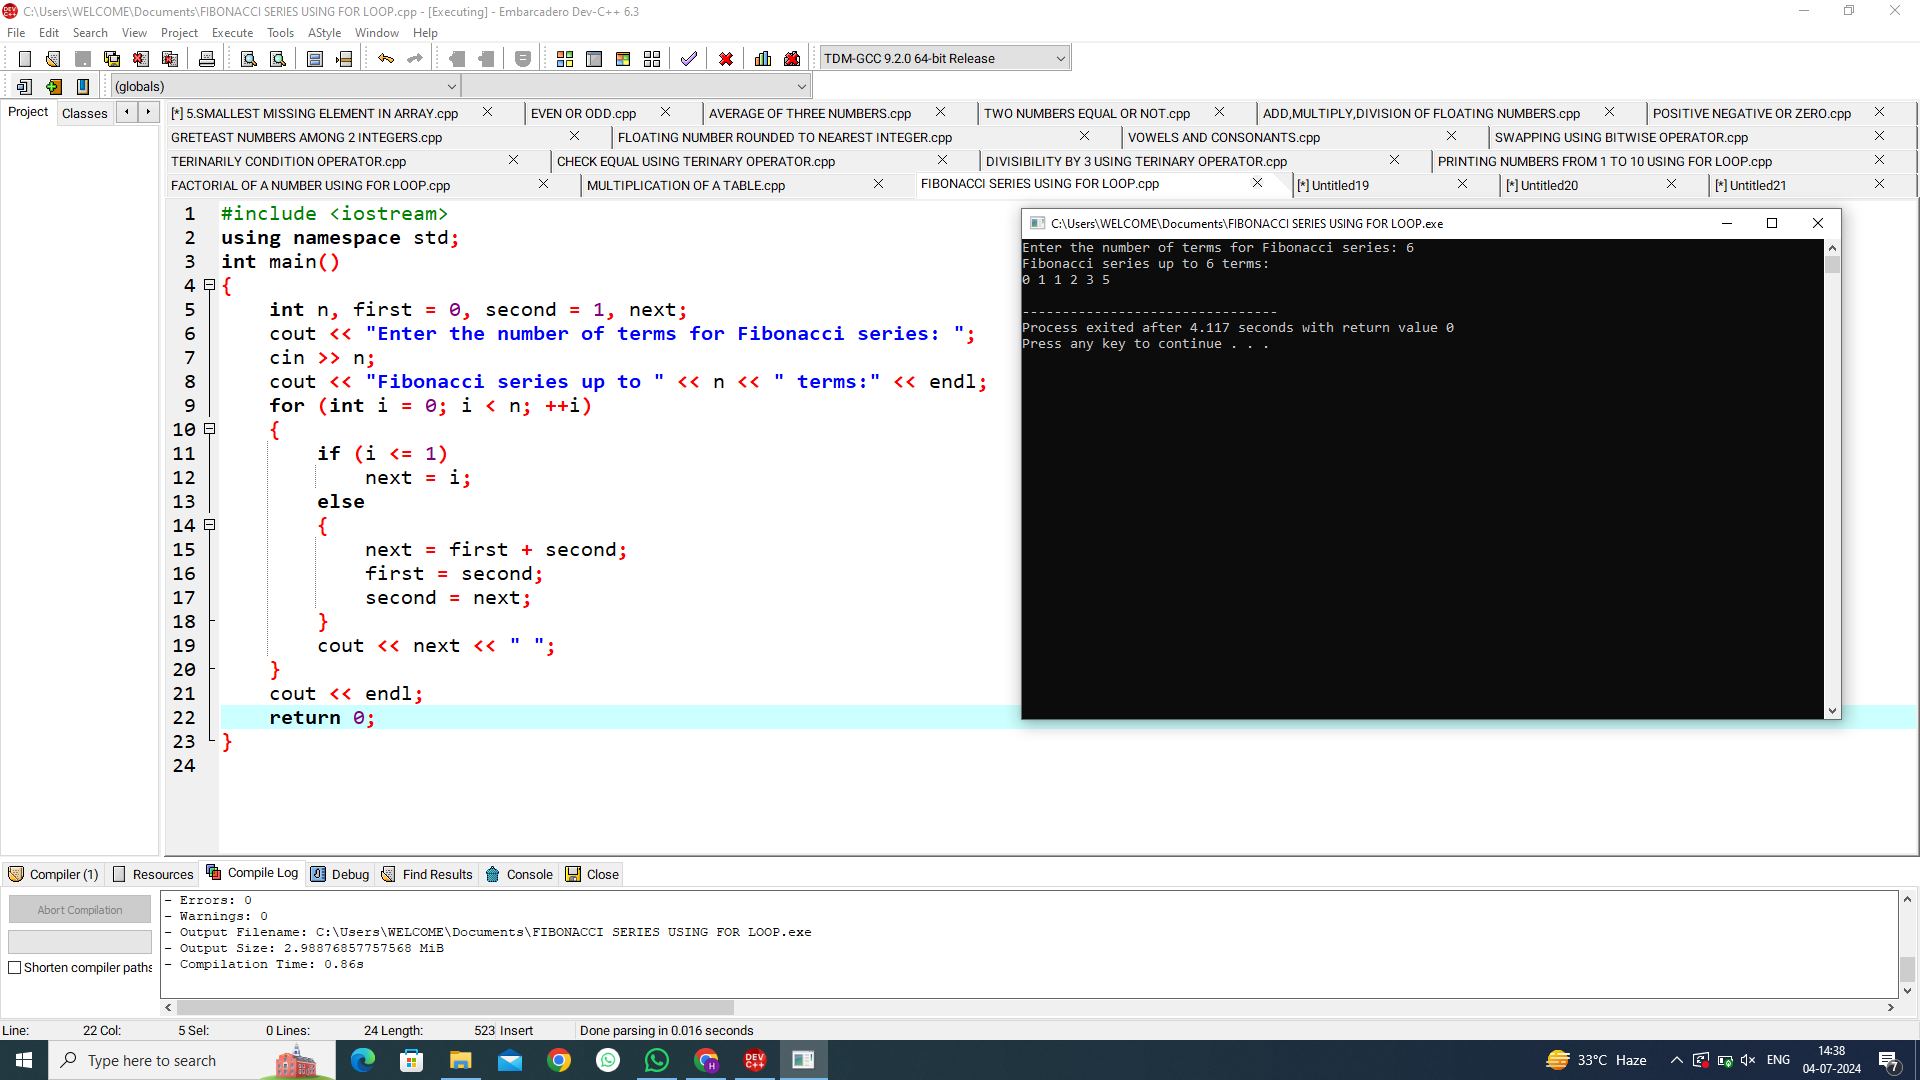 C:\Users\WELCOME\Documents\FIBONACCI SERIES USING FOR LOOP.cpp - [Executing] - Embarcadero Dev-C++ 6.3
File Edit Search View Project Execute Tools AStyle Window Help
TDM-GCC 9.2.0 64-bit Release
(globals)
Project Classes
[*] 5.SMALLEST MISSING ELEMENT IN ARRAY.cpp EVEN OR ODD.cpp AVERAGE OF THREE NUMBERS.cpp TWO NUMBERS EQUAL OR NOT.cpp ADD,MULTIPLY,DIVISION OF FLOATING NUMBERS.cpp POSITIVE NEGATIVE OR ZERO.cpp
GRETEAST NUMBERS AMONG 2 INTEGERS.cpp FLOATING NUMBER ROUNDED TO NEAREST INTEGER.cpp VOWELS AND CONSONANTS.cpp SWAPPING USING BITWISE OPERATOR.cpp
TERINARILY CONDITION OPERATOR.cpp CHECK EQUAL USING TERINARY OPERATOR.cpp DIVISIBILITY BY 3 USING TERINARY OPERATOR.cpp PRINTING NUMBERS FROM 1 TO 10 USING FOR LOOP.cpp
FACTORIAL OF A NUMBER USING FOR LOOP.cpp MULTIPLICATION OF A TABLE.cpp FIBONACCI SERIES USING FOR LOOP.cpp [*] Untitled19 [*] Untitled20 [*] Untitled21
1 #include <iostream>
2 using namespace std;
3 int main()
4 {
5 int n, first = 0, second = 1, next;
6 cout << "Enter the number of terms for Fibonacci series: ";
7 cin >> n;
8 cout << "Fibonacci series up to " << n << " terms:" << endl;
9 for (int i = 0; i < n; ++i)
10 {
11 if (i <= 1)
12 next = i;
13 else
14 {
15 next = first + second;
16 first = second;
17 second = next;
18 }
19 cout << next << " ";
20 }
21 cout << endl;
22 return 0;
23 }
24
C:\Users\WELCOME\Documents\FIBONACCI SERIES USING FOR LOOP.exe
Enter the number of terms for Fibonacci series: 6
Fibonacci series up to 6 terms:
0 1 1 2 3 5
--------------------------------
Process exited after 4.117 seconds with return value 0
Press any key to continue . . .
Compiler (1) Resources Compile Log Debug Find Results Console Close
Abort Compilation
Shorten compiler paths
- Errors: 0
- Warnings: 0
- Output Filename: C:\Users\WELCOME\Documents\FIBONACCI SERIES USING FOR LOOP.exe
- Output Size: 2.98876857757568 MiB
- Compilation Time: 0.86s
Line: 22 Col: 5 Sel: 0 Lines: 24 Length: 523 Insert Done parsing in 0.016 seconds
Type here to search
DEV C++
33°C Haze
ENG
14:38
04-07-2024
7